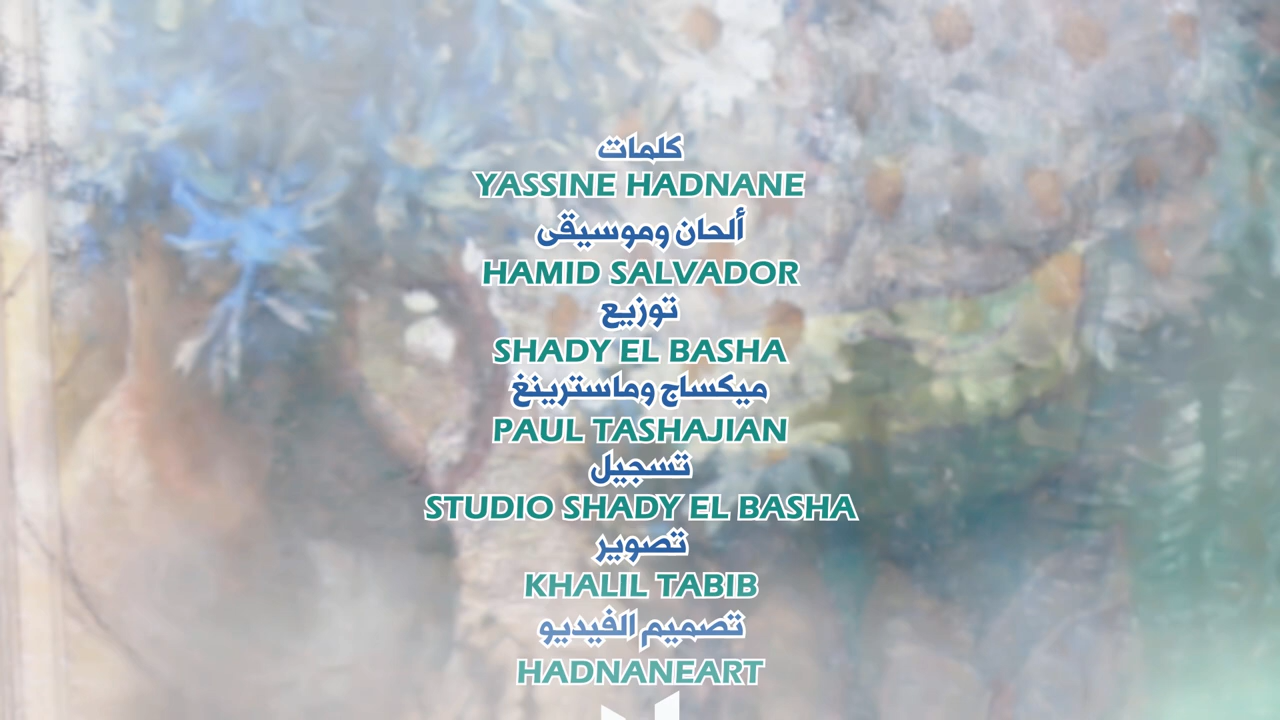 كلمات
YASSINE HADNANE
ألحان وموسيقى
HAMID SALVADOR
توزيع
SHADY EL BASHA
ميكساج وماسترينغ
PAUL TASHAJIAN
تسجيل
STUDIO SHADY EL BASHA
تصوير
KHALIL TABIB
تصميم الفيديو
HADNANEART